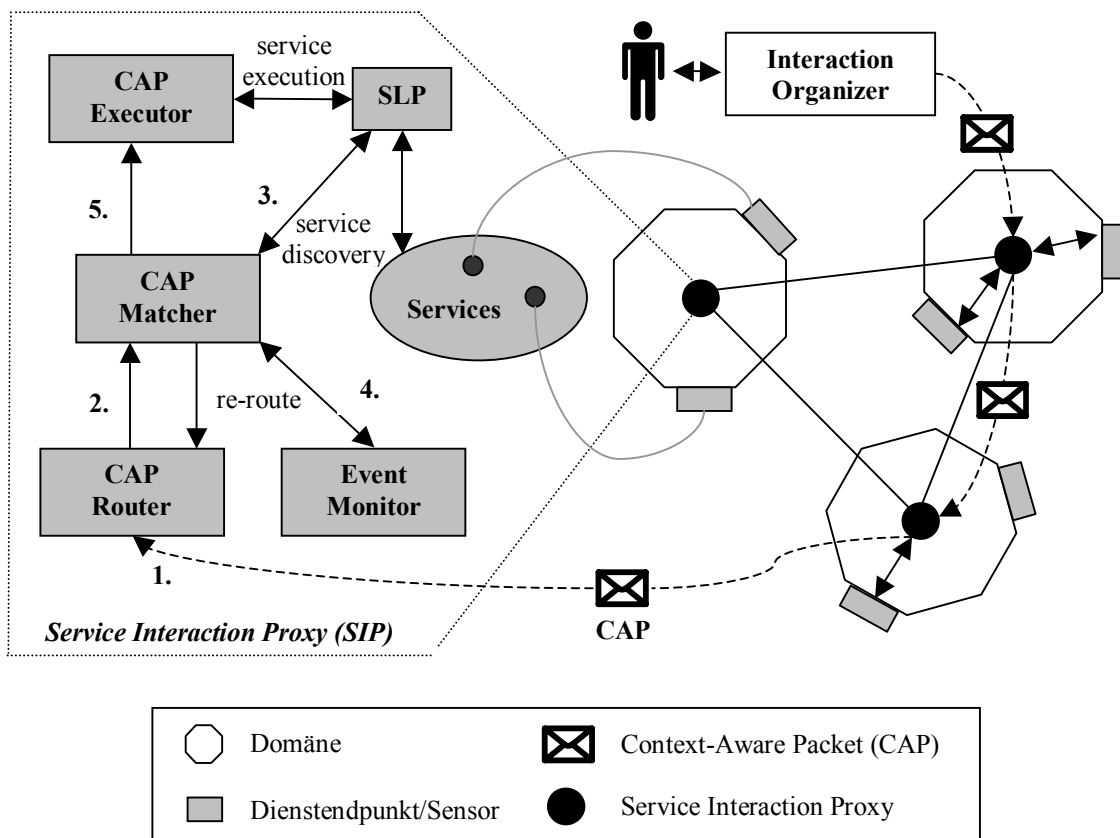 service
execution
CAP
Executor
SLP
Interaction
Organizer
5.
3.
service
discovery
CAP
Matcher
Services
2.
re-route
4.
CAP
Router
Event
Monitor
1.
Service Interaction Proxy (SIP)
CAP
Domäne
Context-Aware Packet (CAP)
Dienstendpunkt/Sensor
Service Interaction Proxy